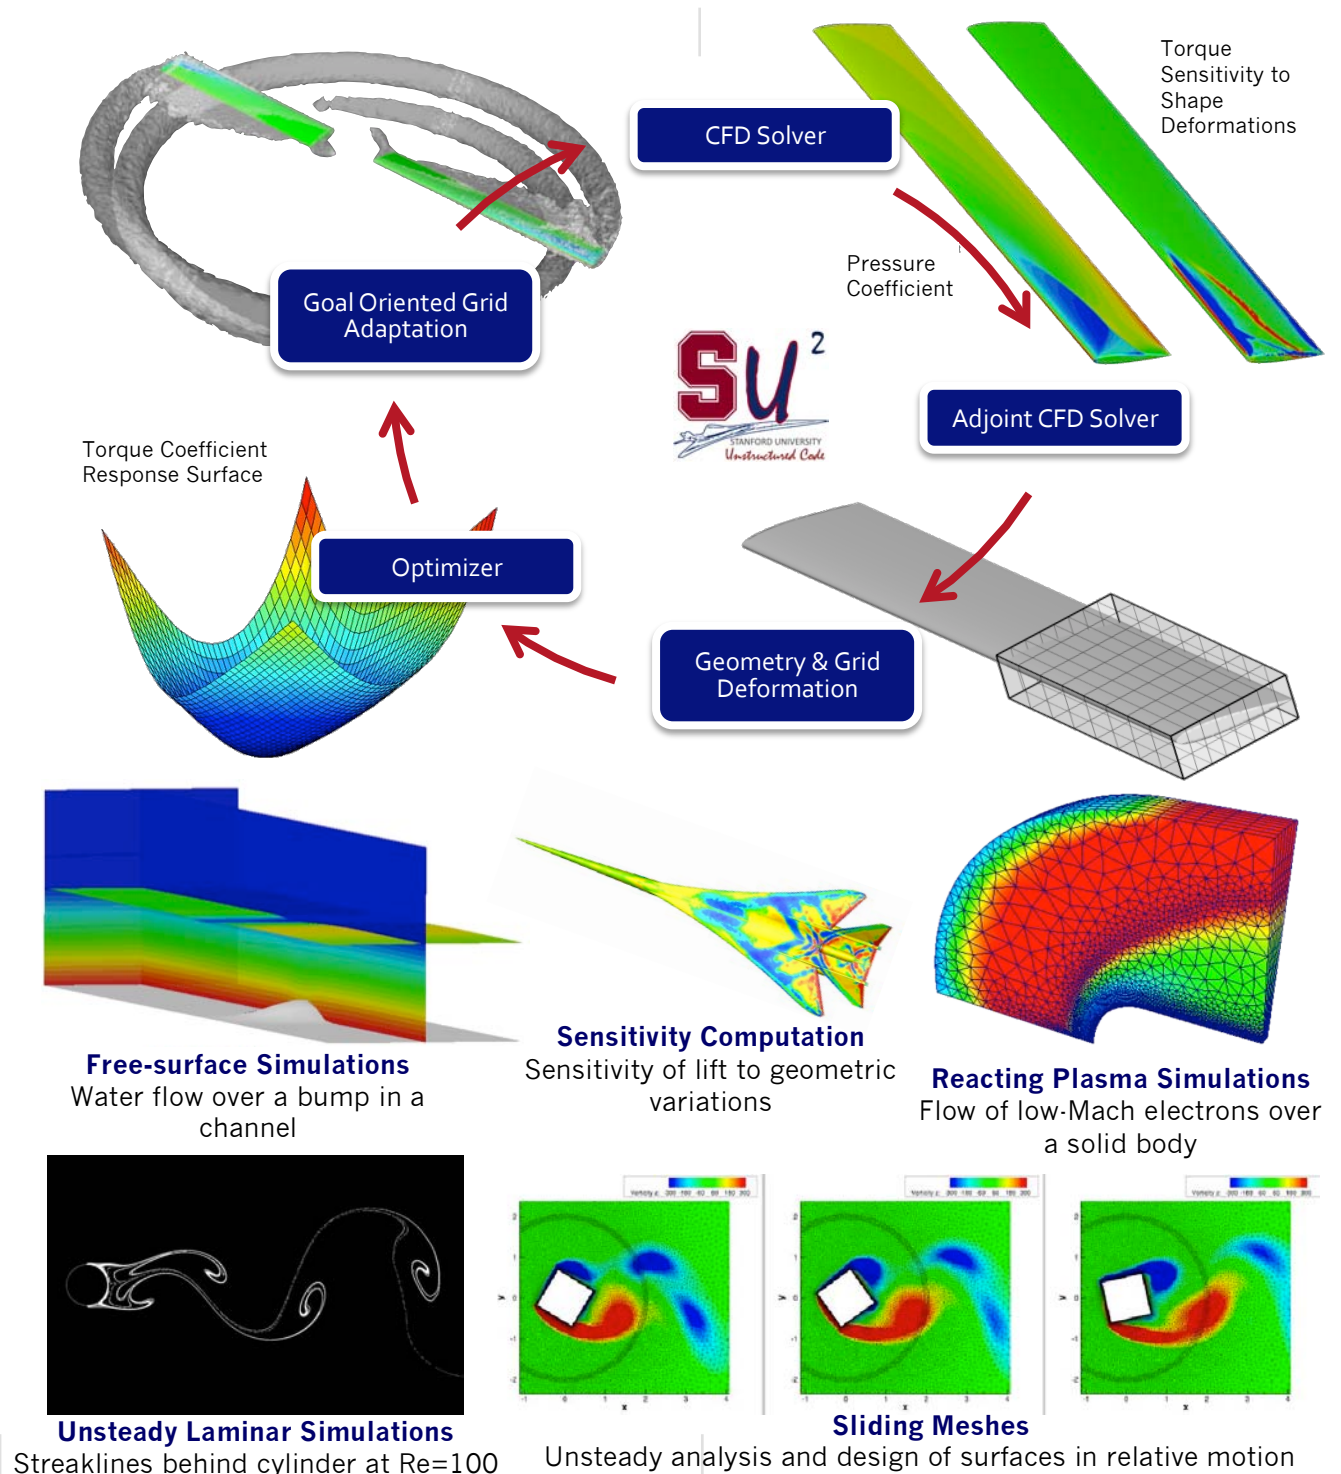 Torque
Sensitivity to
Shape
Deformations
CFD Solver
Pressure
Coefficient
Goal Oriented Grid
Adaptation
SU2
STANFORD UNIVERSITY
Unstructured Code
Adjoint CFD Solver
Torque Coefficient
Response Surface
Optimizer
Geometry & Grid
Deformation
Free-surface Simulations
Water flow over a bump in a
channel
Sensitivity Computation
Sensitivity of lift to geometric
variations
Reacting Plasma Simulations
Flow of low-Mach electrons over
a solid body
Unsteady Laminar Simulations
Streaklines behind cylinder at Re=100
Sliding Meshes
Unsteady analysis and design of surfaces in relative motion